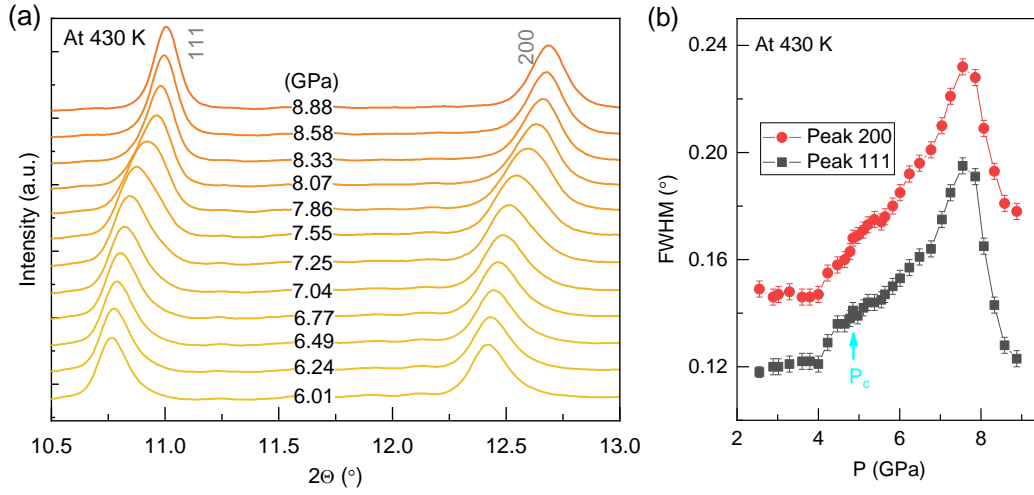 (a)
At 430 K
111
200
(GPa)
8.88
8.58
8.33
8.07
7.86
7.55
7.25
7.04
6.77
6.49
6.24
6.01
Intensity (a.u.)
10.5 11.0 11.5 12.0 12.5 13.0
2Θ (°)
(b)
At 430 K
0.24
0.20
0.16
0.12
FWHM (°)
Peak 200
Peak 111
P_c
2 4 6 8
P (GPa)